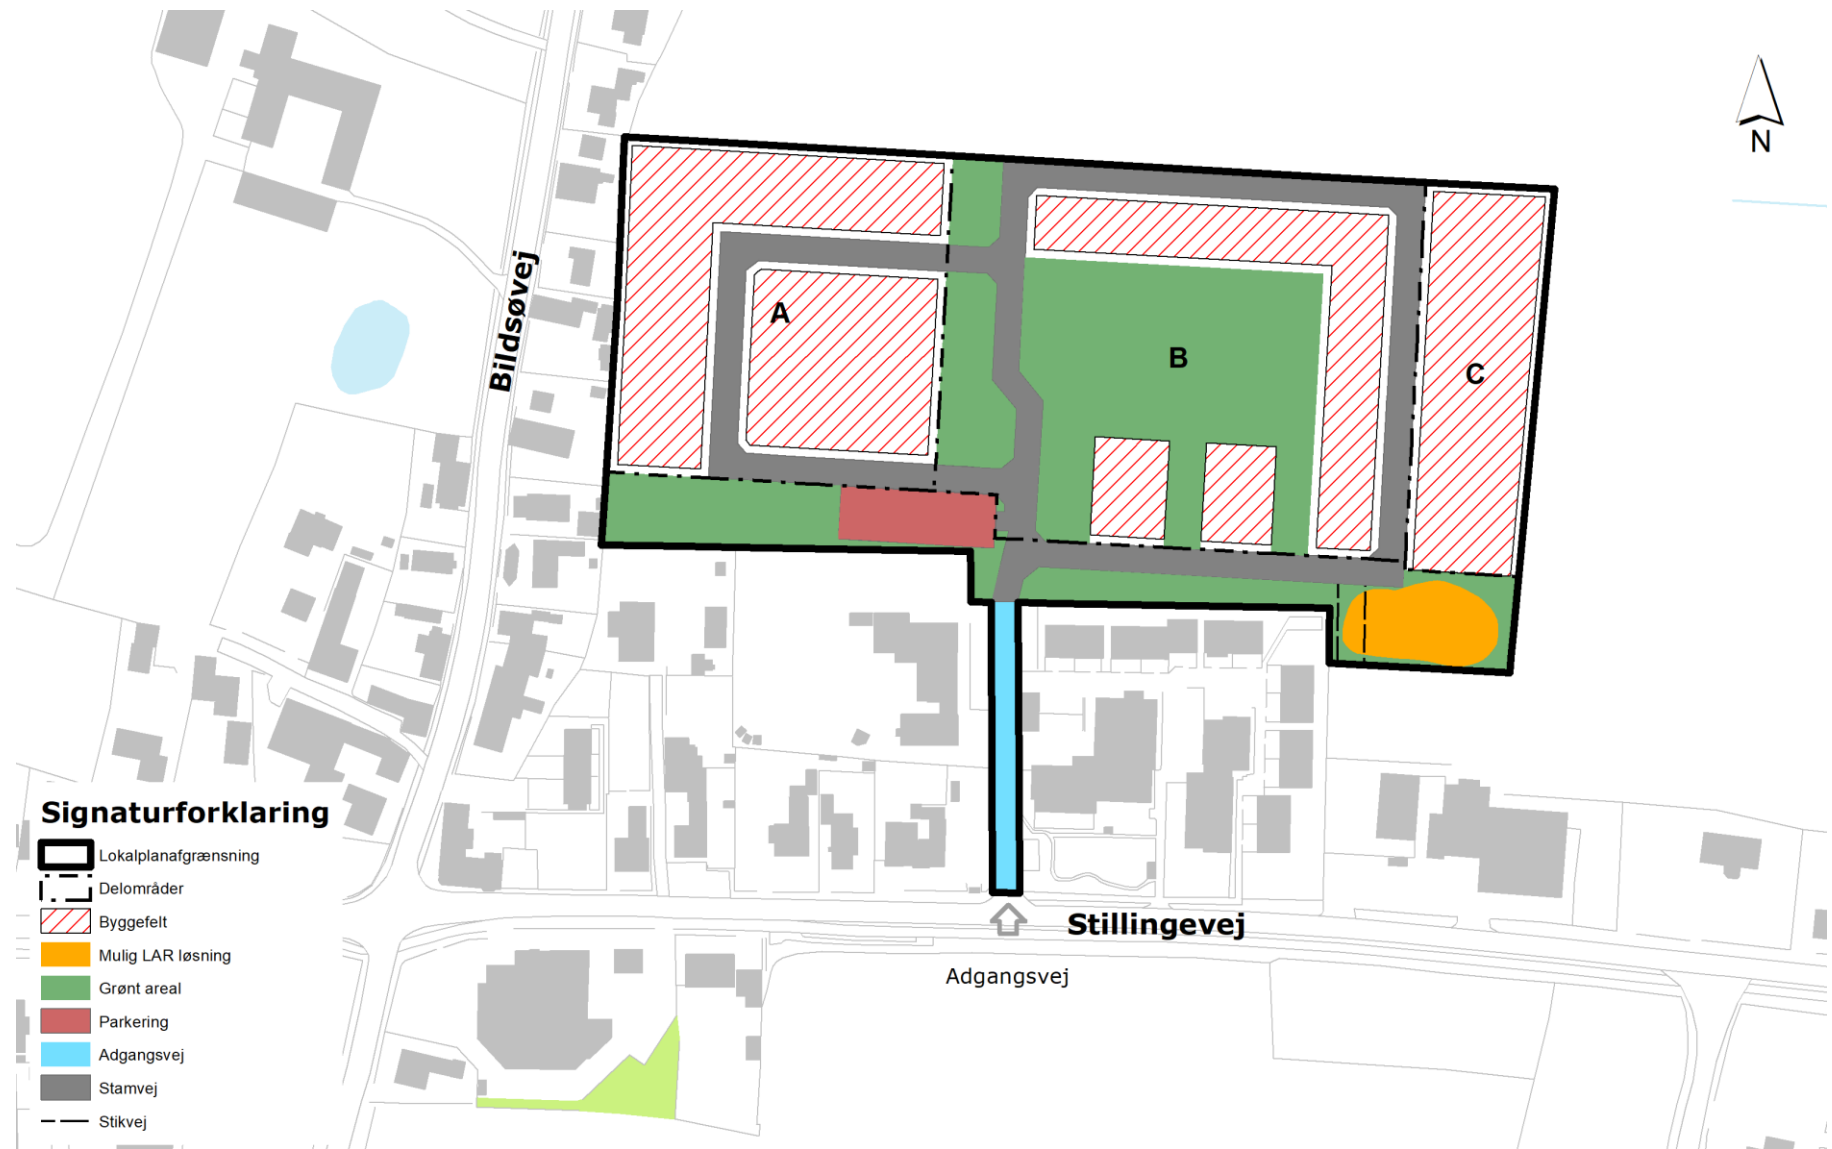 N
Bildsøvej
A
B
C
Signaturforklaring
Lokalplanafgrænsning
Delområder
Byggefelt
Mulig LAR løsning
Grønt areal
Parkering
Adgangsvej
Stamvej
Stikvej
Stillingevej
Adgangsvej